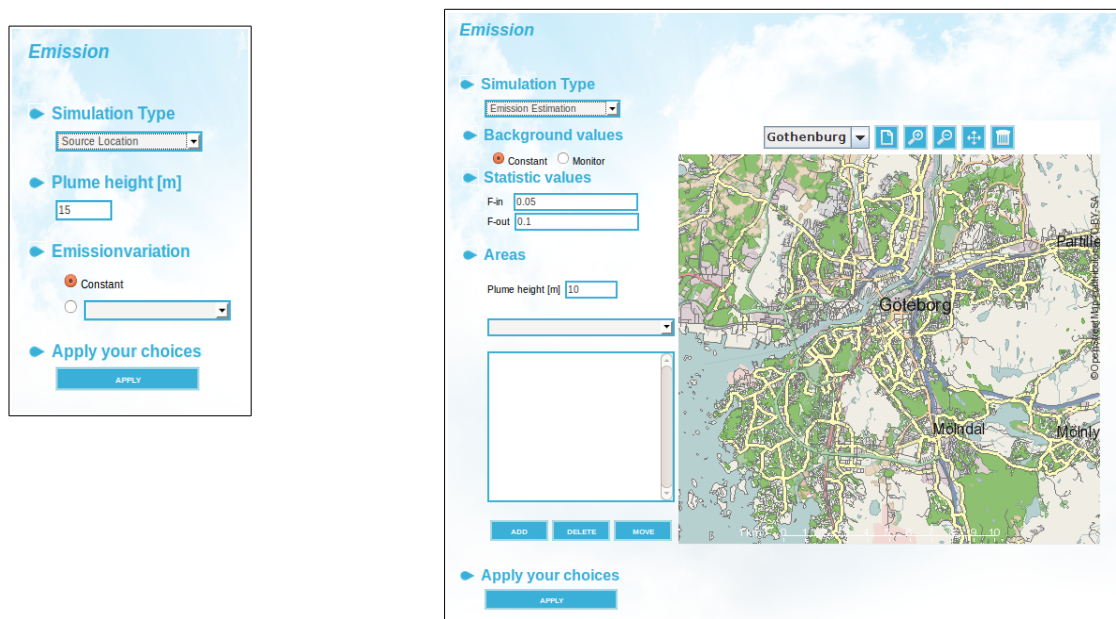 Emission
Simulation Type
Source Location
Plume height [m]
15
Emissionvariation
Constant
Apply your choices
APPLY
Emission
Simulation Type
Emission Estimation
Background values
Constant Monitor
Statistic values
F-in 0.05
F-out 0.1
Areas
Plume height [m] 10
ADD DELETE MOVE
Apply your choices
APPLY
Gothenburg
Partille
Göteborg
Mölndal
Mölnly